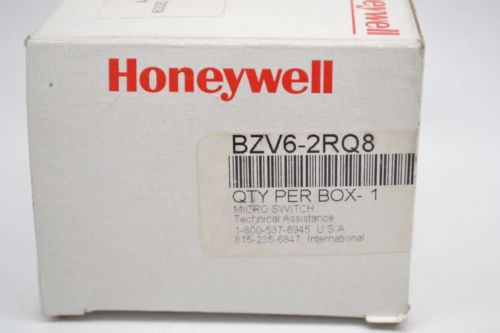 Honeywell
BZV6-2RQ8
QTY PER BOX- 1
MICRO SWITCH
Technical Assistance
1-800-537-6945 U.S.A.
815-235-6847 International